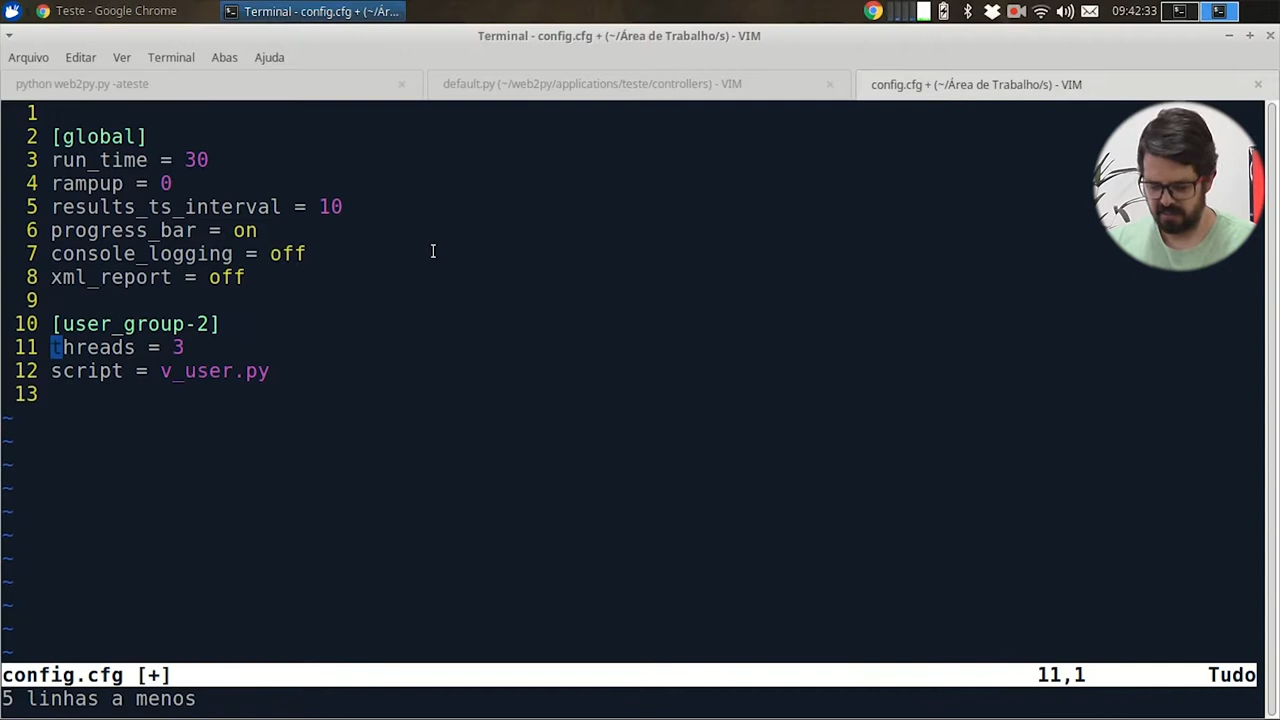 Teste - Google Chrome
Terminal - config.cfg + (~/Ár...
09:42:33
Terminal - config.cfg + (~/Área de Trabalho/s) - VIM
Arquivo Editar Ver Terminal Abas Ajuda
python web2py.py -ateste
default.py (~/web2py/applications/teste/controllers) - VIM
config.cfg + (~/Área de Trabalho/s) - VIM
1
2 [global]
3 run_time = 30
4 rampup = 0
5 results_ts_interval = 10
6 progress_bar = on
7 console_logging = off
8 xml_report = off
9
10 [user_group-2]
11 threads = 3
12 script = v_user.py
13
~
~
~
~
~
~
~
~
~
~
~
config.cfg [+] 11,1 Tudo
5 linhas a menos